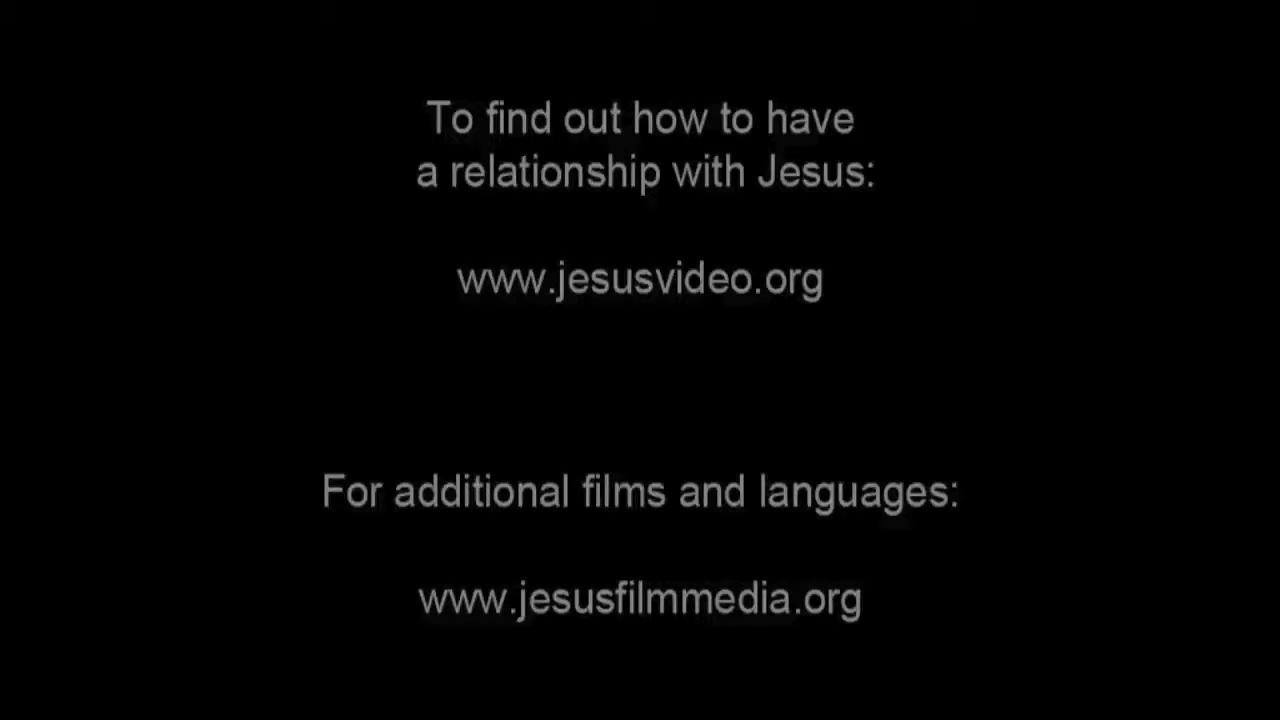 To find out how to have
a relationship with Jesus:
www.jesusvideo.org
For additional films and languages:
www.jesusfilmmedia.org